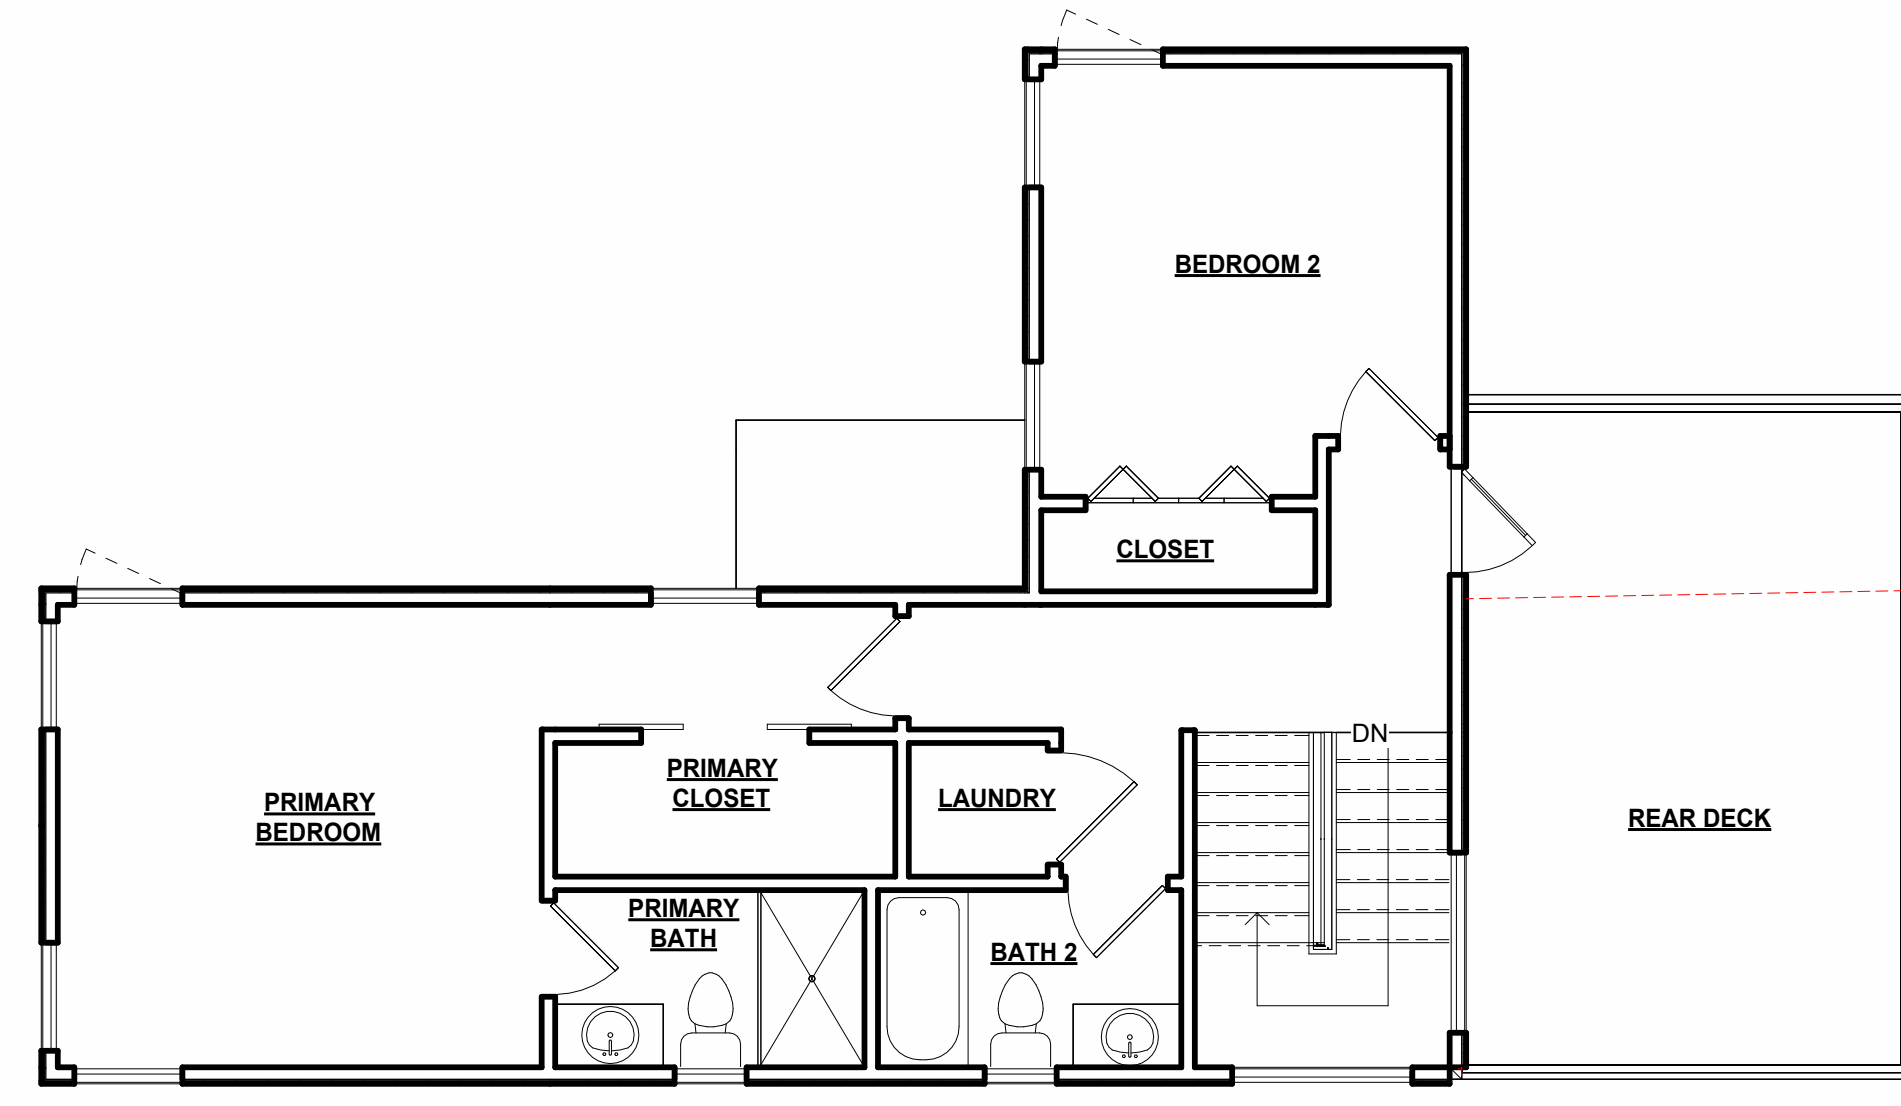 BEDROOM 2
CLOSET
DN
PRIMARY
CLOSET
LAUNDRY
PRIMARY
BEDROOM
REAR DECK
PRIMARY
BATH
BATH 2